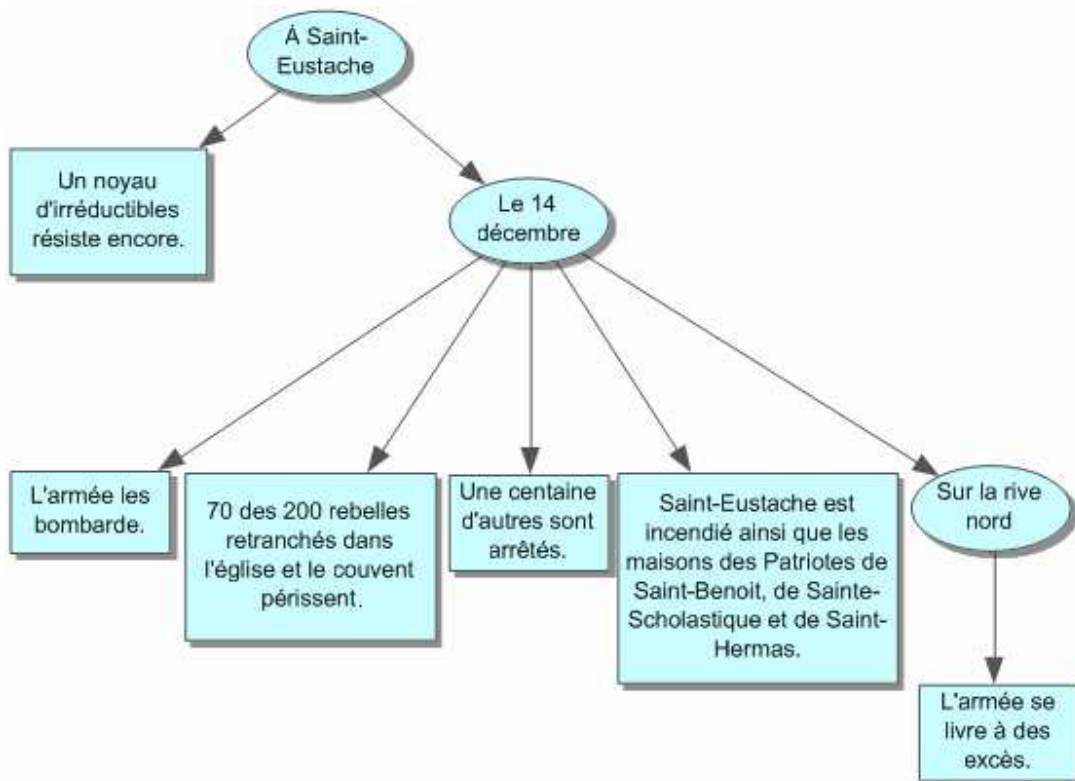 À Saint-
Eustache
Un noyau
d'irréductibles
résiste encore.
Le 14
décembre
L'armée les
bombarde.
70 des 200 rebelles
retranchés dans
l'église et le couvent
périssent.
Une centaine
d'autres sont
arrêtés.
Saint-Eustache est
incendié ainsi que les
maisons des Patriotes de
Saint-Benoit, de Sainte-
Scholastique et de Saint-
Hermas.
Sur la rive
nord
L'armée se
livre à des
excès.